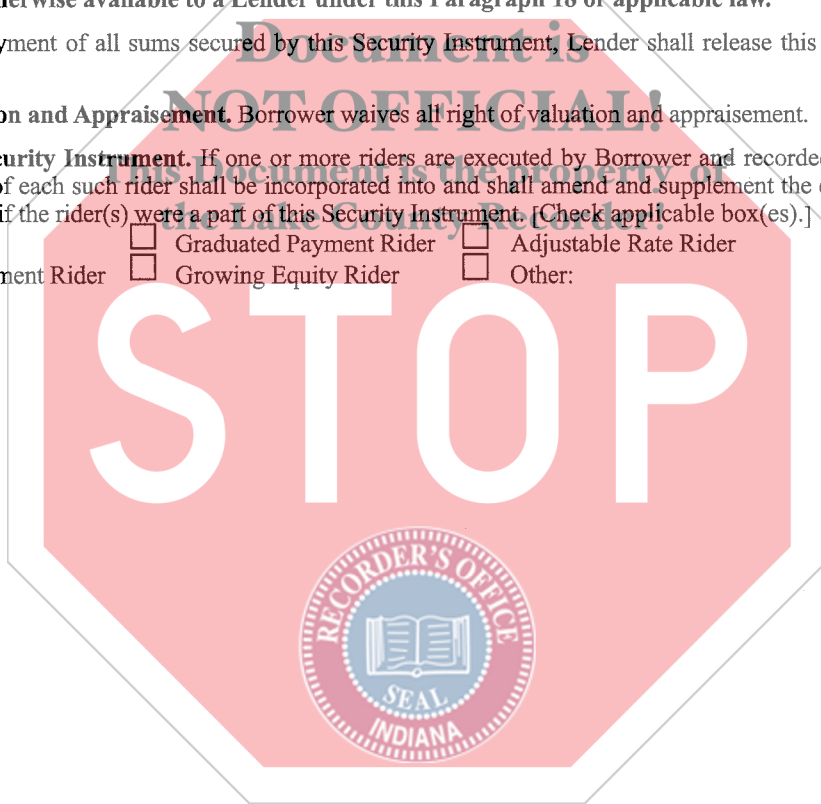 herwise available to a Lender under this Paragraph 18 or applicable law.
Document is
yment of all sums secured by this Security Instrument, Lender shall release this
NOT OFFICIAL!
on and Appraisement. Borrower waives all right of valuation and appraisement.
curity Instrument. If one or more riders are executed by Borrower and recorde
This Document is the property of
of each such rider shall be incorporated into and shall amend and supplement the
if the rider(s) were a part of this Security Instrument. [Check applicable box(es).]
the Lake County Recorder!
Graduated Payment Rider Adjustable Rate Rider
ment Rider Growing Equity Rider Other:
STOP
RECORDER'S OFFICE
SEAL
INDIANA